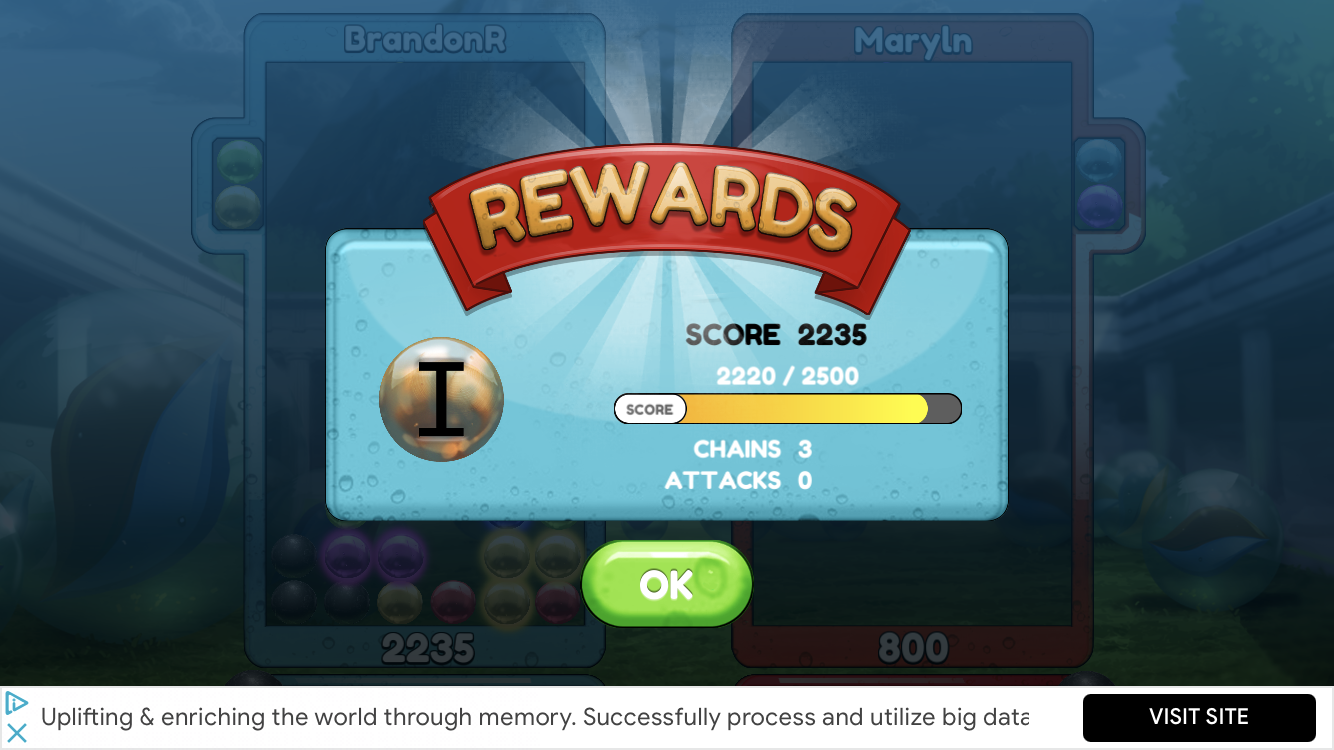 BrandonR
Maryln
REWARDS
I
SCORE 2235
2220 / 2500
SCORE
CHAINS 3
ATTACKS 0
OK
2235
800
Uplifting & enriching the world through memory. Successfully process and utilize big data
VISIT SITE